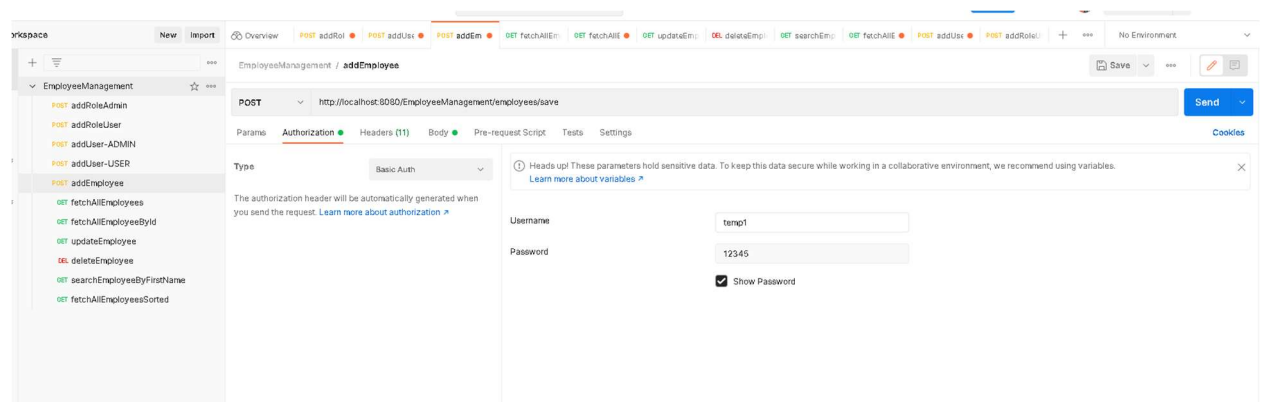 orkspace New Import Overview POST addRol POST addUse POST addEm GET fetchAllEm GET fetchAllE GET updateEmp DEL deleteEmpl GET searchEmp GET fetchAllE POST addUse POST addRoleU No Environment
EmployeeManagement / addEmployee Save
EmployeeManagement
POST addRoleAdmin
POST addRoleUser
POST addUser-ADMIN
POST addUser-USER
POST addEmployee
GET fetchAllEmployees
GET fetchAllEmployeeById
GET updateEmployee
DEL deleteEmployee
GET searchEmployeeByFirstName
GET fetchAllEmployeesSorted
POST http://localhost:8080/EmployeeManagement/employees/save Send
Params Authorization Headers (11) Body Pre-request Script Tests Settings Cookies
Type Basic Auth
The authorization header will be automatically generated when
you send the request. Learn more about authorization ↗
Heads up! These parameters hold sensitive data. To keep this data secure while working in a collaborative environment, we recommend using variables.
Learn more about variables ↗
Username temp1
Password 12345
Show Password